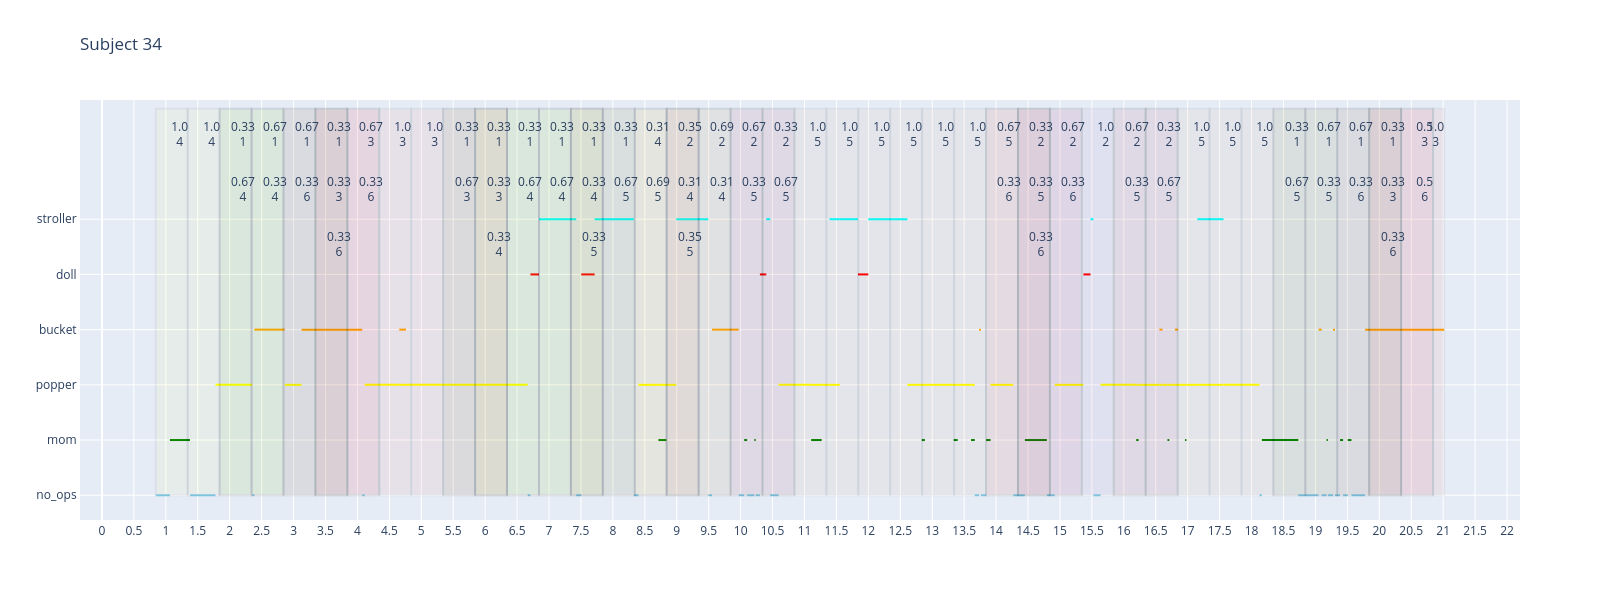 Subject 34
1.0 1.0 0.33 0.67 0.67 0.33 0.67 1.0 1.0 0.33 0.33 0.33 0.33 0.33 0.33 0.31 0.35 0.69 0.67 0.33 1.0 1.0 1.0 1.0 1.0 1.0 0.67 0.33 0.67 1.0 0.67 0.33 1.0 1.0 1.0 0.33 0.67 0.67 0.33 0.5 1.0
4 4 1 1 1 1 3 3 3 1 1 1 1 1 1 4 2 2 2 2 5 5 5 5 5 5 5 2 2 2 2 2 5 5 5 1 1 1 1 3 3
0.67 0.33 0.33 0.33 0.33 0.67 0.33 0.67 0.67 0.33 0.67 0.69 0.31 0.31 0.33 0.67 0.33 0.33 0.33 0.33 0.67 0.67 0.33 0.33 0.33 0.5
4 4 6 3 6 3 3 4 4 4 5 5 4 4 5 5 6 5 6 5 5 5 5 6 3 6
stroller
0.33 0.33 0.33 0.35 0.33 0.33
6 4 5 5 6 6
doll
bucket
popper
mom
no_ops
0 0.5 1 1.5 2 2.5 3 3.5 4 4.5 5 5.5 6 6.5 7 7.5 8 8.5 9 9.5 10 10.5 11 11.5 12 12.5 13 13.5 14 14.5 15 15.5 16 16.5 17 17.5 18 18.5 19 19.5 20 20.5 21 21.5 22